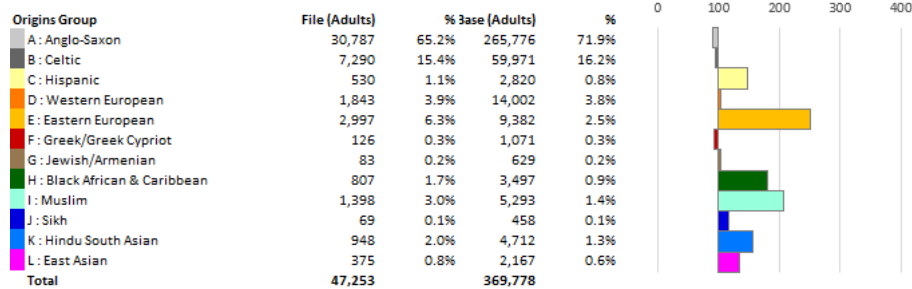 0 100 200 300 400
Origins Group File (Adults) % Base (Adults) %
A : Anglo-Saxon 30,787 65.2% 265,776 71.9%
B : Celtic 7,290 15.4% 59,971 16.2%
C : Hispanic 530 1.1% 2,820 0.8%
D : Western European 1,843 3.9% 14,002 3.8%
E : Eastern European 2,997 6.3% 9,382 2.5%
F : Greek/Greek Cypriot 126 0.3% 1,071 0.3%
G : Jewish/Armenian 83 0.2% 629 0.2%
H : Black African & Caribbean 807 1.7% 3,497 0.9%
I : Muslim 1,398 3.0% 5,293 1.4%
J : Sikh 69 0.1% 458 0.1%
K : Hindu South Asian 948 2.0% 4,712 1.3%
L : East Asian 375 0.8% 2,167 0.6%
Total 47,253 369,778